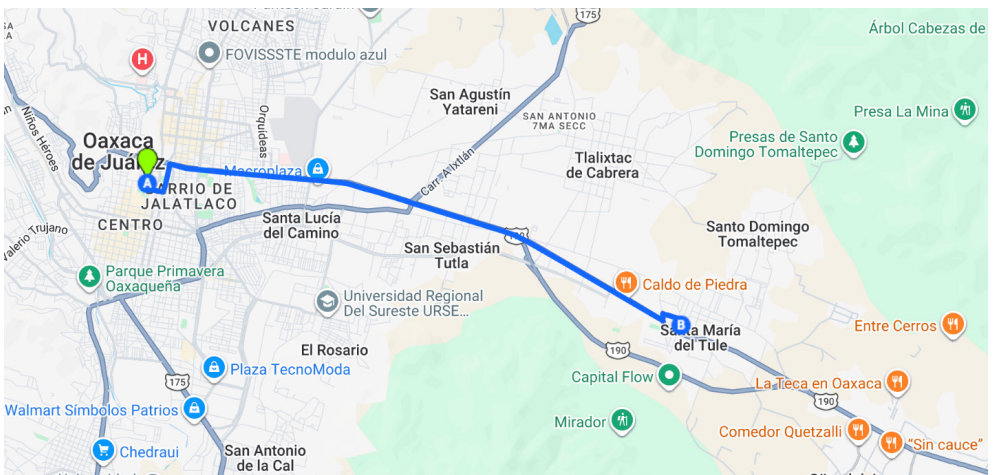 VOLCANES
FOVISSSTE modulo azul
H
175
Árbol Cabezas de
Niños Héroes
Orquídeas
San Agustín
Yatareni
SAN ANTONIO
7MA SECC
Presa La Mina
Presas de Santo
Domingo Tomaltepec
Oaxaca
de Juárez
A
BARRIO DE
JALATLACO
Macroplaza
Carr. Alixtlán
Tlalixtac
de Cabrera
CENTRO
Santa Lucía
del Camino
190
San Sebastián
Tutla
Santo Domingo
Tomaltepec
Valerio Trujano
Parque Primavera
Oaxaqueña
Universidad Regional
Del Sureste URSE...
Caldo de Piedra
B
Santa María
del Tule
Entre Cerros
El Rosario
190
Plaza TecnoModa
175
Capital Flow
La Teca en Oaxaca
190
Walmart Símbolos Patrios
Mirador
Comedor Quetzalli
"Sin cauce"
Chedraui
San Antonio
de la Cal